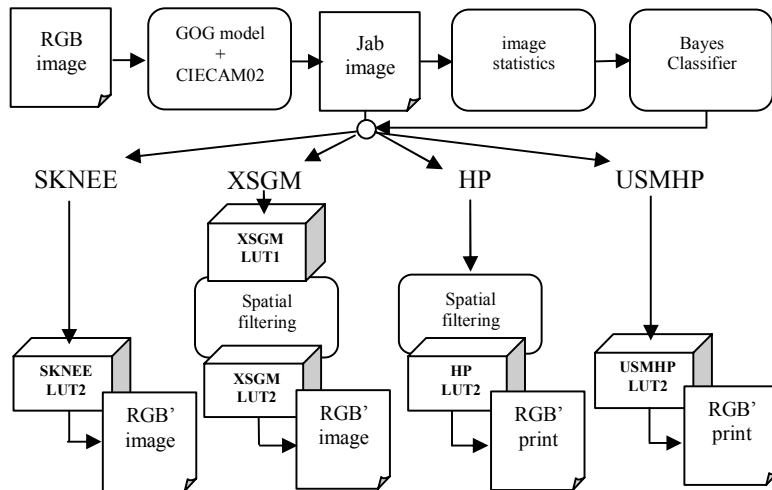 RGB
image
GOG model
+
CIECAM02
Jab
image
image
statistics
Bayes
Classifier
SKNEE
XSGM
HP
USMHP
XSGM
LUT1
Spatial
filtering
Spatial
filtering
SKNEE
LUT2
XSGM
LUT2
HP
LUT2
USMHP
LUT2
RGB’
image
RGB’
image
RGB’
print
RGB’
print